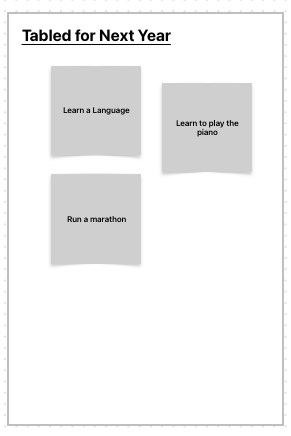 Tabled for Next Year
Learn a Language
Learn to play the
piano
Run a marathon